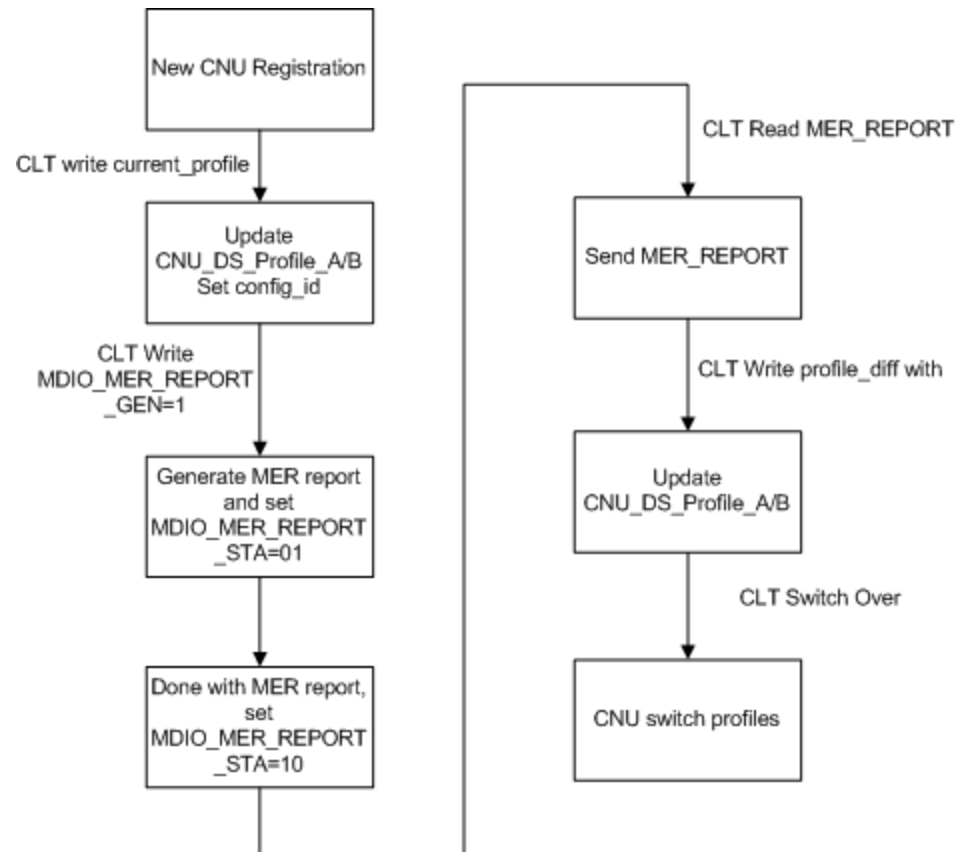 New CNU Registration
CLT write current_profile
Update
CNU_DS_Profile_A/B
Set config_id
CLT Write
MDIO_MER_REPORT
_GEN=1
Generate MER report
and set
MDIO_MER_REPORT
_STA=01
Done with MER report,
set
MDIO_MER_REPORT
_STA=10
CLT Read MER_REPORT
Send MER_REPORT
CLT Write profile_diff with
Update
CNU_DS_Profile_A/B
CLT Switch Over
CNU switch profiles